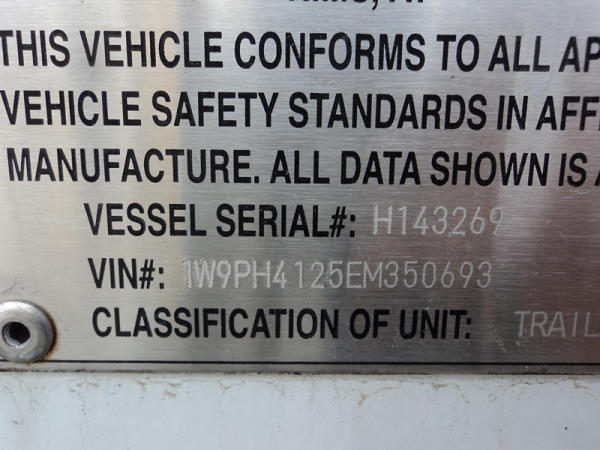 THIS VEHICLE CONFORMS TO ALL AP
VEHICLE SAFETY STANDARDS IN AFF
MANUFACTURE. ALL DATA SHOWN IS A
VESSEL SERIAL#: H143269
VIN#: 1W9PH4125EM350693
CLASSIFICATION OF UNIT: TRAIL